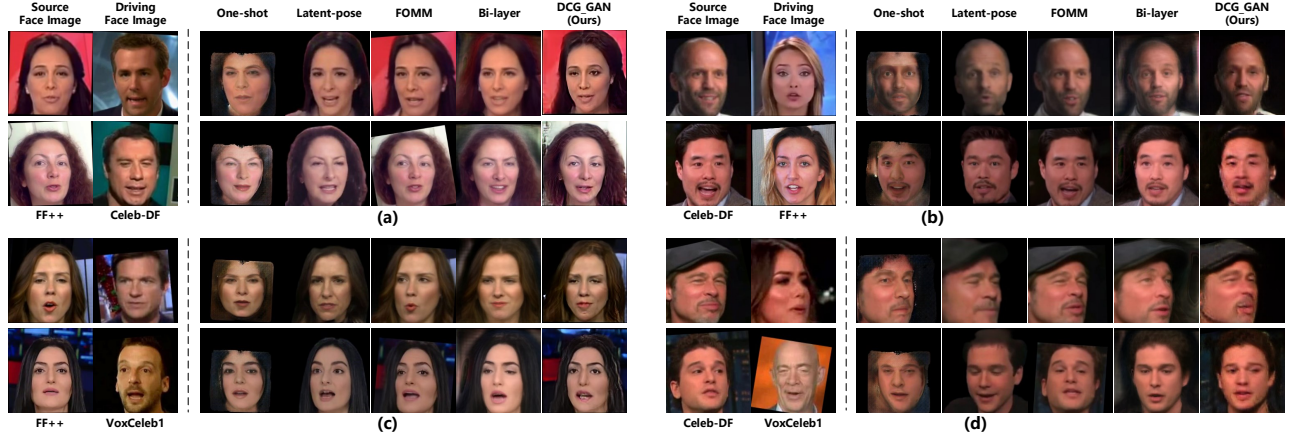 Source Face Image
Driving Face Image
One-shot
Latent-pose
FOMM
Bi-layer
DCG_GAN (Ours)
FF++
Celeb-DF
(a)
Source Face Image
Driving Face Image
One-shot
Latent-pose
FOMM
Bi-layer
DCG_GAN (Ours)
Celeb-DF
FF++
(b)
FF++
VoxCeleb1
(c)
Celeb-DF
VoxCeleb1
(d)